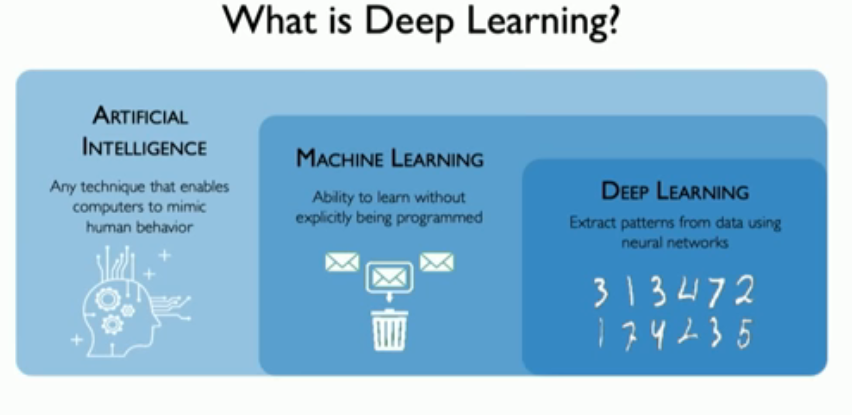 What is Deep Learning?
ARTIFICIAL
INTELLIGENCE
Any technique that enables
computers to mimic
human behavior
MACHINE LEARNING
Ability to learn without
explicitly being programmed
DEEP LEARNING
Extract patterns from data using
neural networks
3 1 3 4 7 2
1 7 4 2 3 5